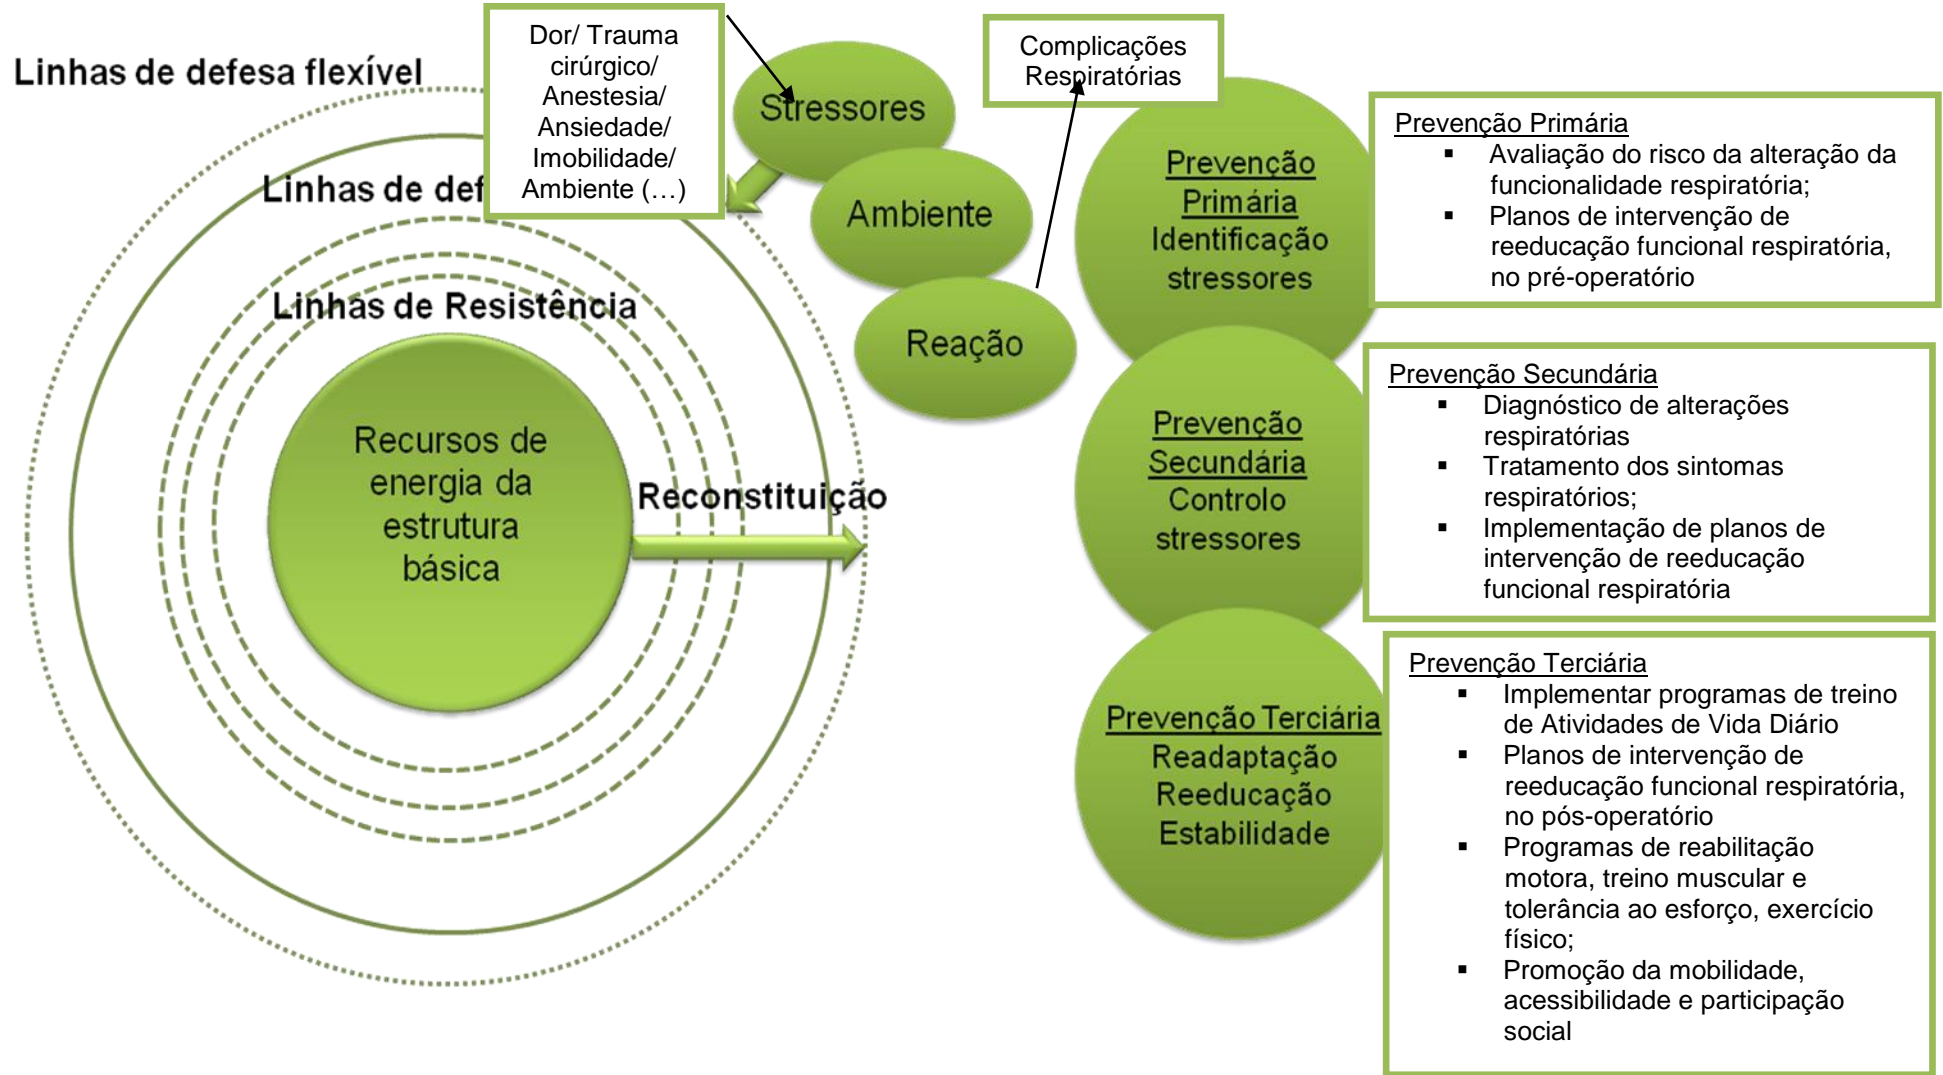 Linhas de defesa flexível
Linhas de def
Linhas de Resistência
Recursos de
energia da
estrutura
básica
Reconstituição
Dor/ Trauma
cirúrgico/
Anestesia/
Ansiedade/
Imobilidade/
Ambiente (…)
Stressores
Ambiente
Reação
Complicações
Respiratórias
Prevenção
Primária
Identificação
stressores
Prevenção
Secundária
Controlo
stressores
Prevenção Terciária
Readaptação
Reeducação
Estabilidade
Prevenção Primária
▪ Avaliação do risco da alteração da
funcionalidade respiratória;
▪ Planos de intervenção de
reeducação funcional respiratória,
no pré-operatório
Prevenção Secundária
▪ Diagnóstico de alterações
respiratórias
▪ Tratamento dos sintomas
respiratórios;
▪ Implementação de planos de
intervenção de reeducação
funcional respiratória
Prevenção Terciária
▪ Implementar programas de treino
de Atividades de Vida Diário
▪ Planos de intervenção de
reeducação funcional respiratória,
no pós-operatório
▪ Programas de reabilitação
motora, treino muscular e
tolerância ao esforço, exercício
físico;
▪ Promoção da mobilidade,
acessibilidade e participação
social